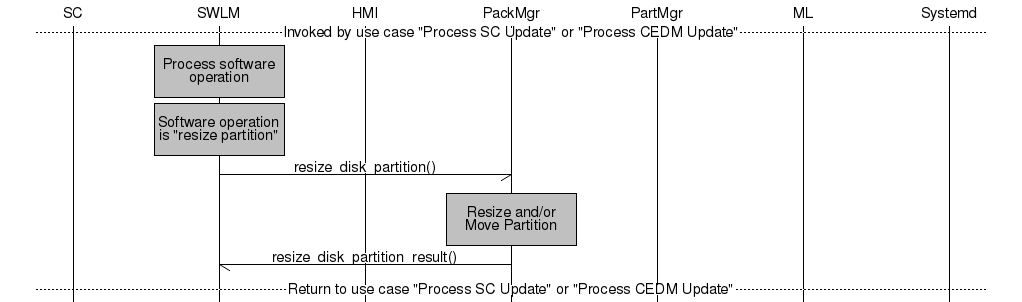 SC SWLM HMI PackMgr PartMgr ML Systemd
Invoked by use case "Process SC Update" or "Process CEDM Update"
Process software
operation
Software operation
is "resize partition"
resize_disk_partition()
Resize and/or
Move Partition
resize_disk_partition_result()
Return to use case "Process SC Update" or "Process CEDM Update"